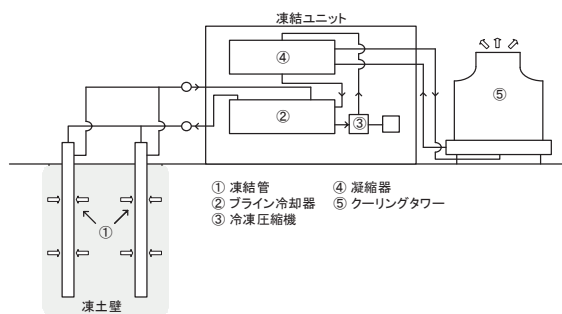 凍結ユニット
④
⑤
②
③
① 凍結管
② ブライン冷却器
③ 冷凍圧縮機
④ 凝縮器
⑤ クーリングタワー
①
凍土壁